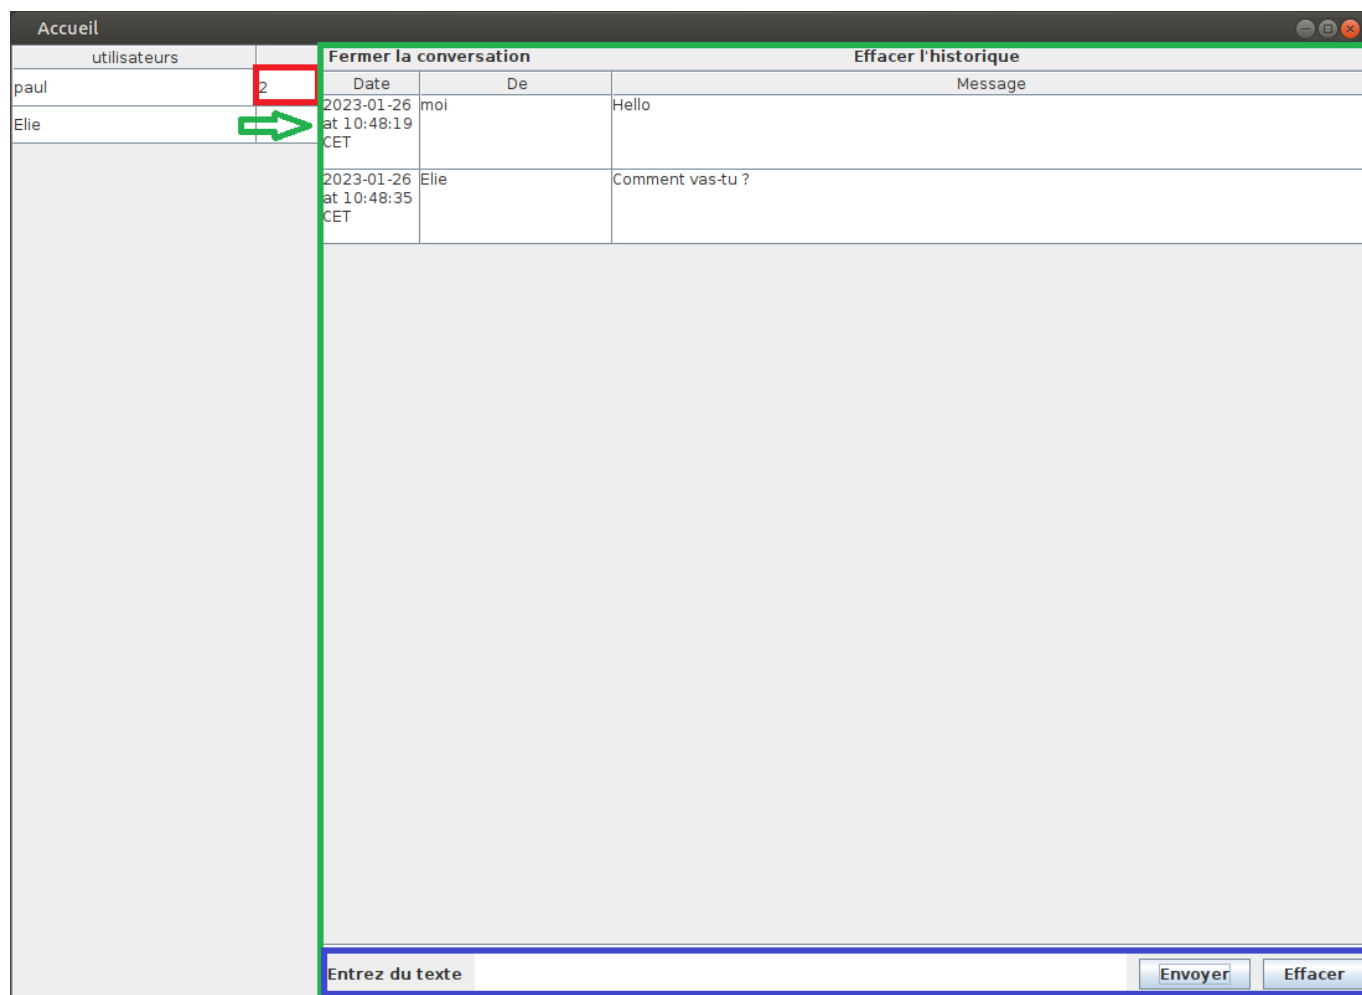 Accueil
utilisateurs
paul 2
Elie
Fermer la conversation Effacer l'historique
Date De Message
2023-01-26 moi Hello
at 10:48:19
CET
2023-01-26 Elie Comment vas-tu ?
at 10:48:35
CET
Entrez du texte Envoyer Effacer